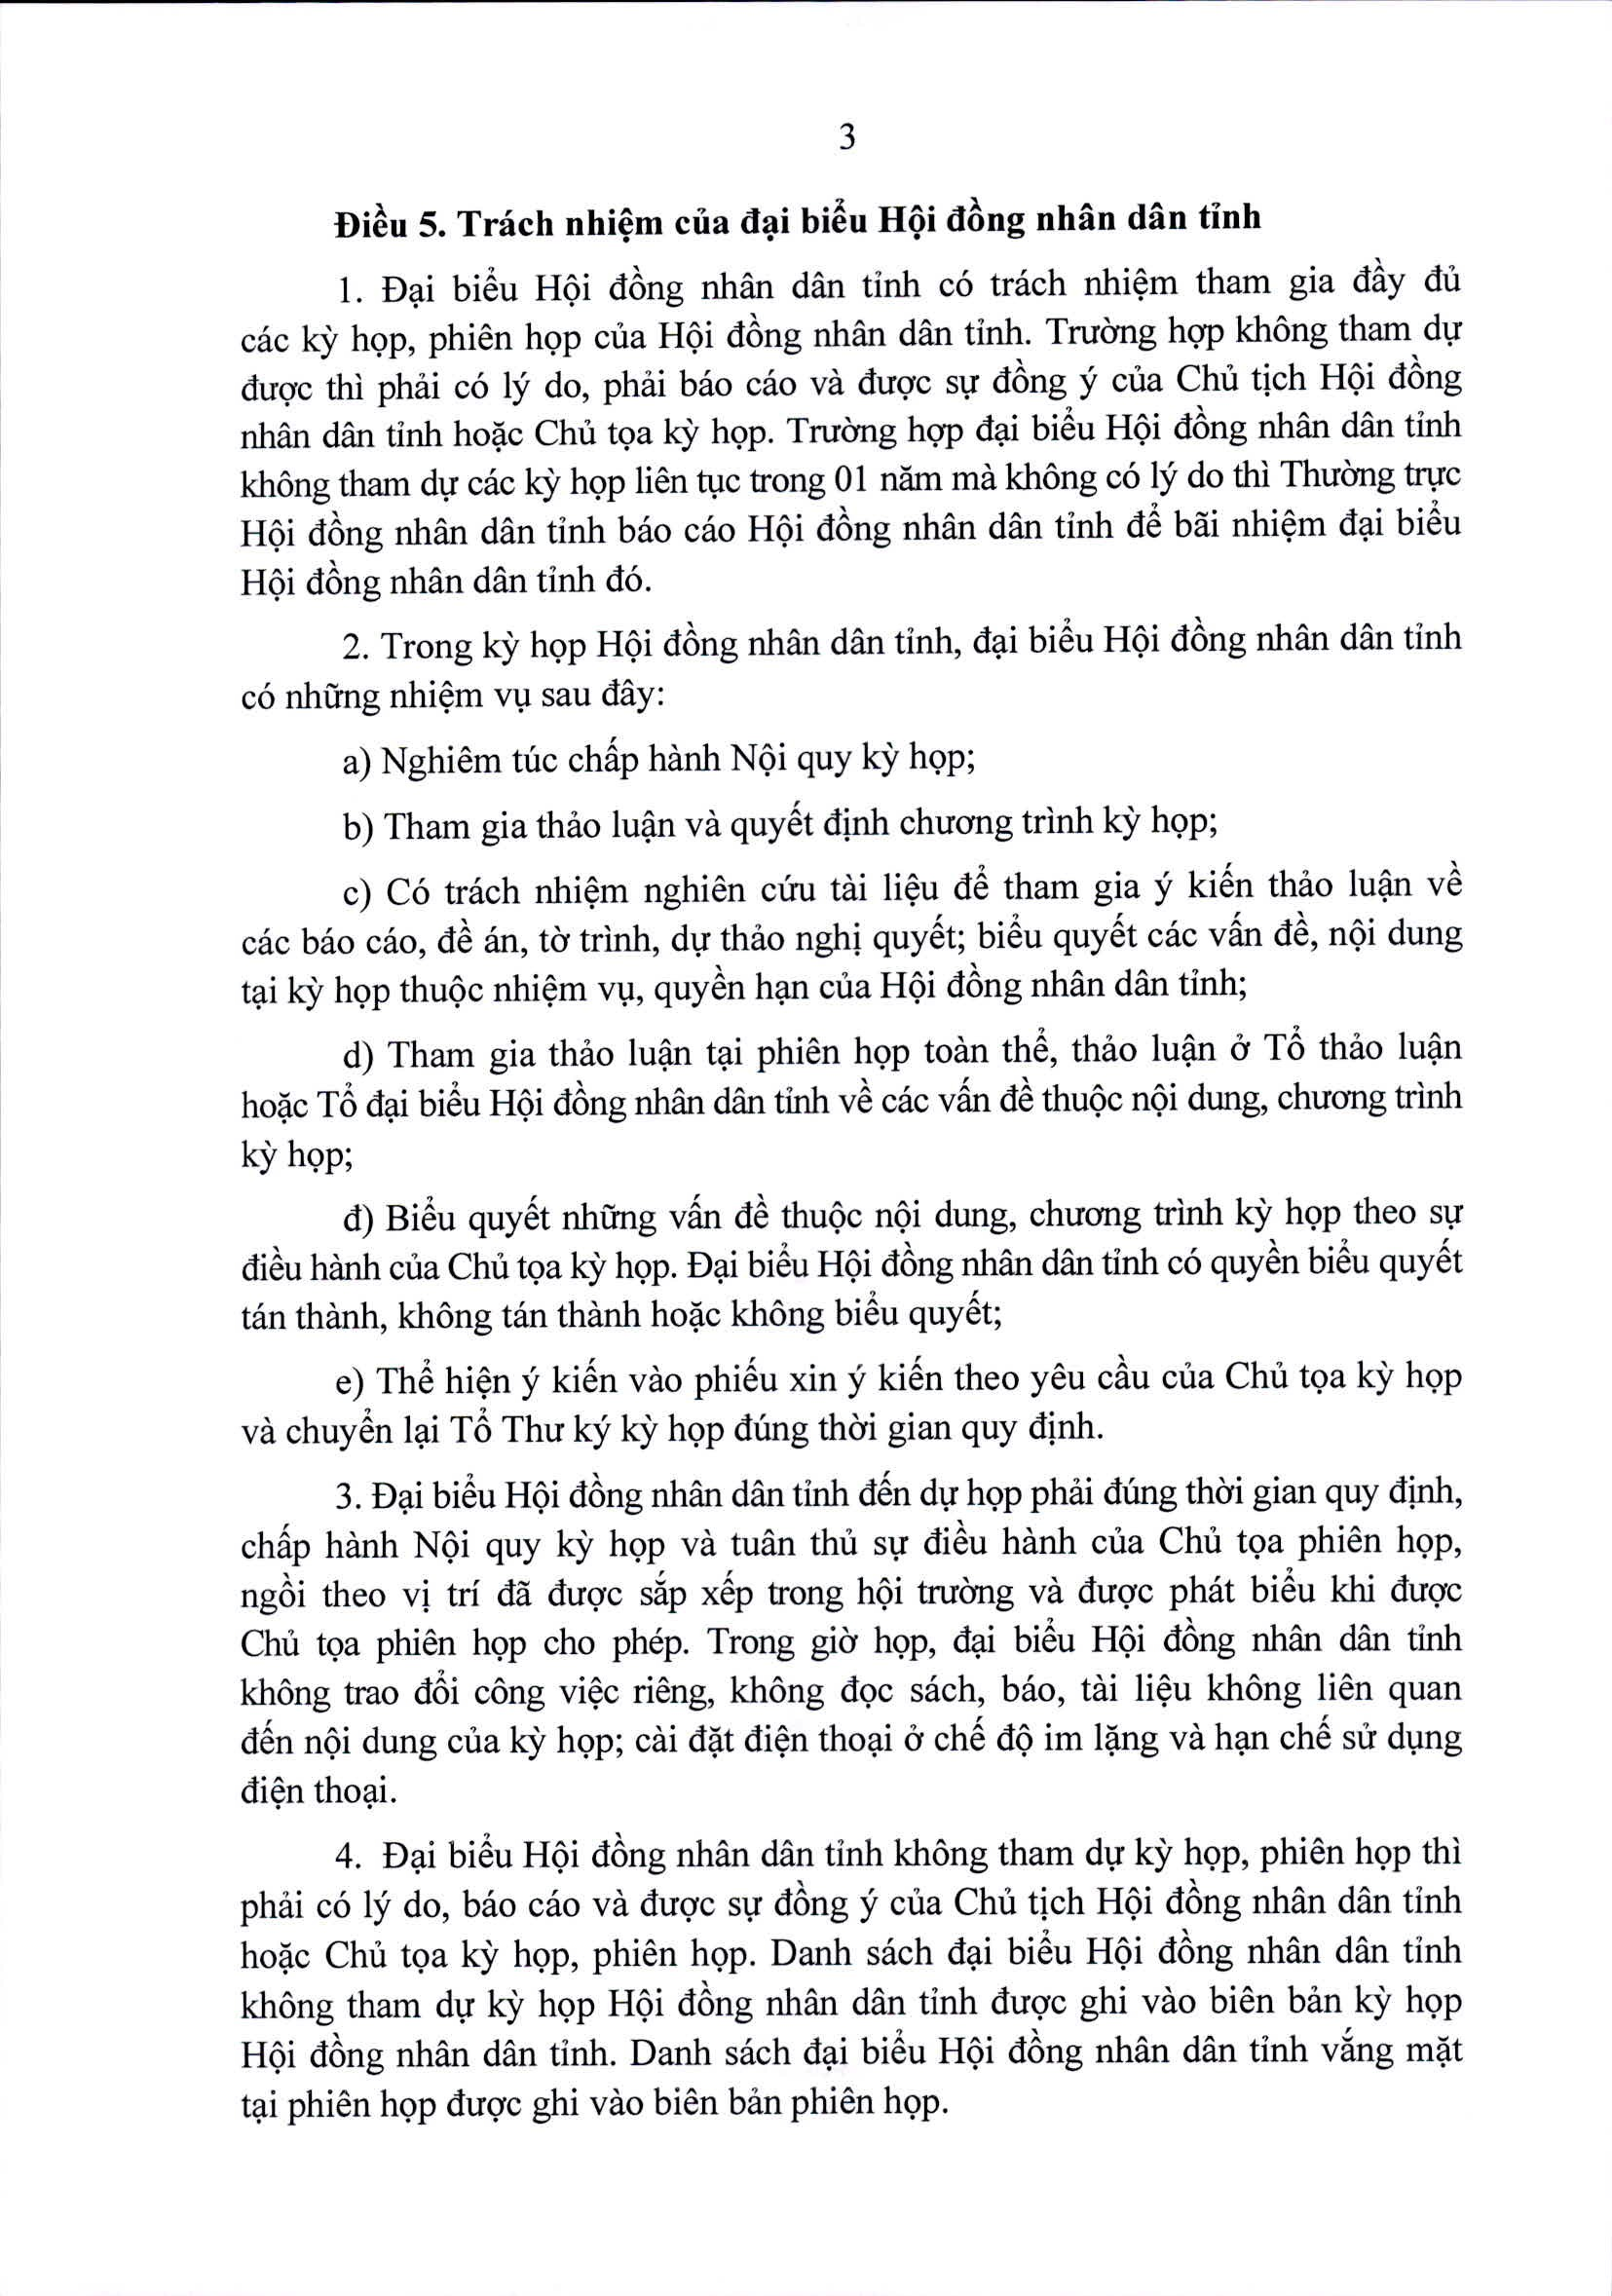 3
Điều 5. Trách nhiệm của đại biểu Hội đồng nhân dân tỉnh
1. Đại biểu Hội đồng nhân dân tỉnh có trách nhiệm tham gia đầy đủ
các kỳ họp, phiên họp của Hội đồng nhân dân tỉnh. Trường hợp không tham dự
được thì phải có lý do, phải báo cáo và được sự đồng ý của Chủ tịch Hội đồng
nhân dân tỉnh hoặc Chủ tọa kỳ họp. Trường hợp đại biểu Hội đồng nhân dân tỉnh
không tham dự các kỳ họp liên tục trong 01 năm mà không có lý do thì Thường trực
Hội đồng nhân dân tỉnh báo cáo Hội đồng nhân dân tỉnh để bãi nhiệm đại biểu
Hội đồng nhân dân tỉnh đó.
2. Trong kỳ họp Hội đồng nhân dân tỉnh, đại biểu Hội đồng nhân dân tỉnh
có những nhiệm vụ sau đây:
a) Nghiêm túc chấp hành Nội quy kỳ họp;
b) Tham gia thảo luận và quyết định chương trình kỳ họp;
c) Có trách nhiệm nghiên cứu tài liệu để tham gia ý kiến thảo luận về
các báo cáo, đề án, tờ trình, dự thảo nghị quyết; biểu quyết các vấn đề, nội dung
tại kỳ họp thuộc nhiệm vụ, quyền hạn của Hội đồng nhân dân tỉnh;
d) Tham gia thảo luận tại phiên họp toàn thể, thảo luận ở Tổ thảo luận
hoặc Tổ đại biểu Hội đồng nhân dân tỉnh về các vấn đề thuộc nội dung, chương trình
kỳ họp;
đ) Biểu quyết những vấn đề thuộc nội dung, chương trình kỳ họp theo sự
điều hành của Chủ tọa kỳ họp. Đại biểu Hội đồng nhân dân tỉnh có quyền biểu quyết
tán thành, không tán thành hoặc không biểu quyết;
e) Thể hiện ý kiến vào phiếu xin ý kiến theo yêu cầu của Chủ tọa kỳ họp
và chuyển lại Tổ Thư ký kỳ họp đúng thời gian quy định.
3. Đại biểu Hội đồng nhân dân tỉnh đến dự họp phải đúng thời gian quy định,
chấp hành Nội quy kỳ họp và tuân thủ sự điều hành của Chủ tọa phiên họp,
ngồi theo vị trí đã được sắp xếp trong hội trường và được phát biểu khi được
Chủ tọa phiên họp cho phép. Trong giờ họp, đại biểu Hội đồng nhân dân tỉnh
không trao đổi công việc riêng, không đọc sách, báo, tài liệu không liên quan
đến nội dung của kỳ họp; cài đặt điện thoại ở chế độ im lặng và hạn chế sử dụng
điện thoại.
4. Đại biểu Hội đồng nhân dân tỉnh không tham dự kỳ họp, phiên họp thì
phải có lý do, báo cáo và được sự đồng ý của Chủ tịch Hội đồng nhân dân tỉnh
hoặc Chủ tọa kỳ họp, phiên họp. Danh sách đại biểu Hội đồng nhân dân tỉnh
không tham dự kỳ họp Hội đồng nhân dân tỉnh được ghi vào biên bản kỳ họp
Hội đồng nhân dân tỉnh. Danh sách đại biểu Hội đồng nhân dân tỉnh vắng mặt
tại phiên họp được ghi vào biên bản phiên họp.